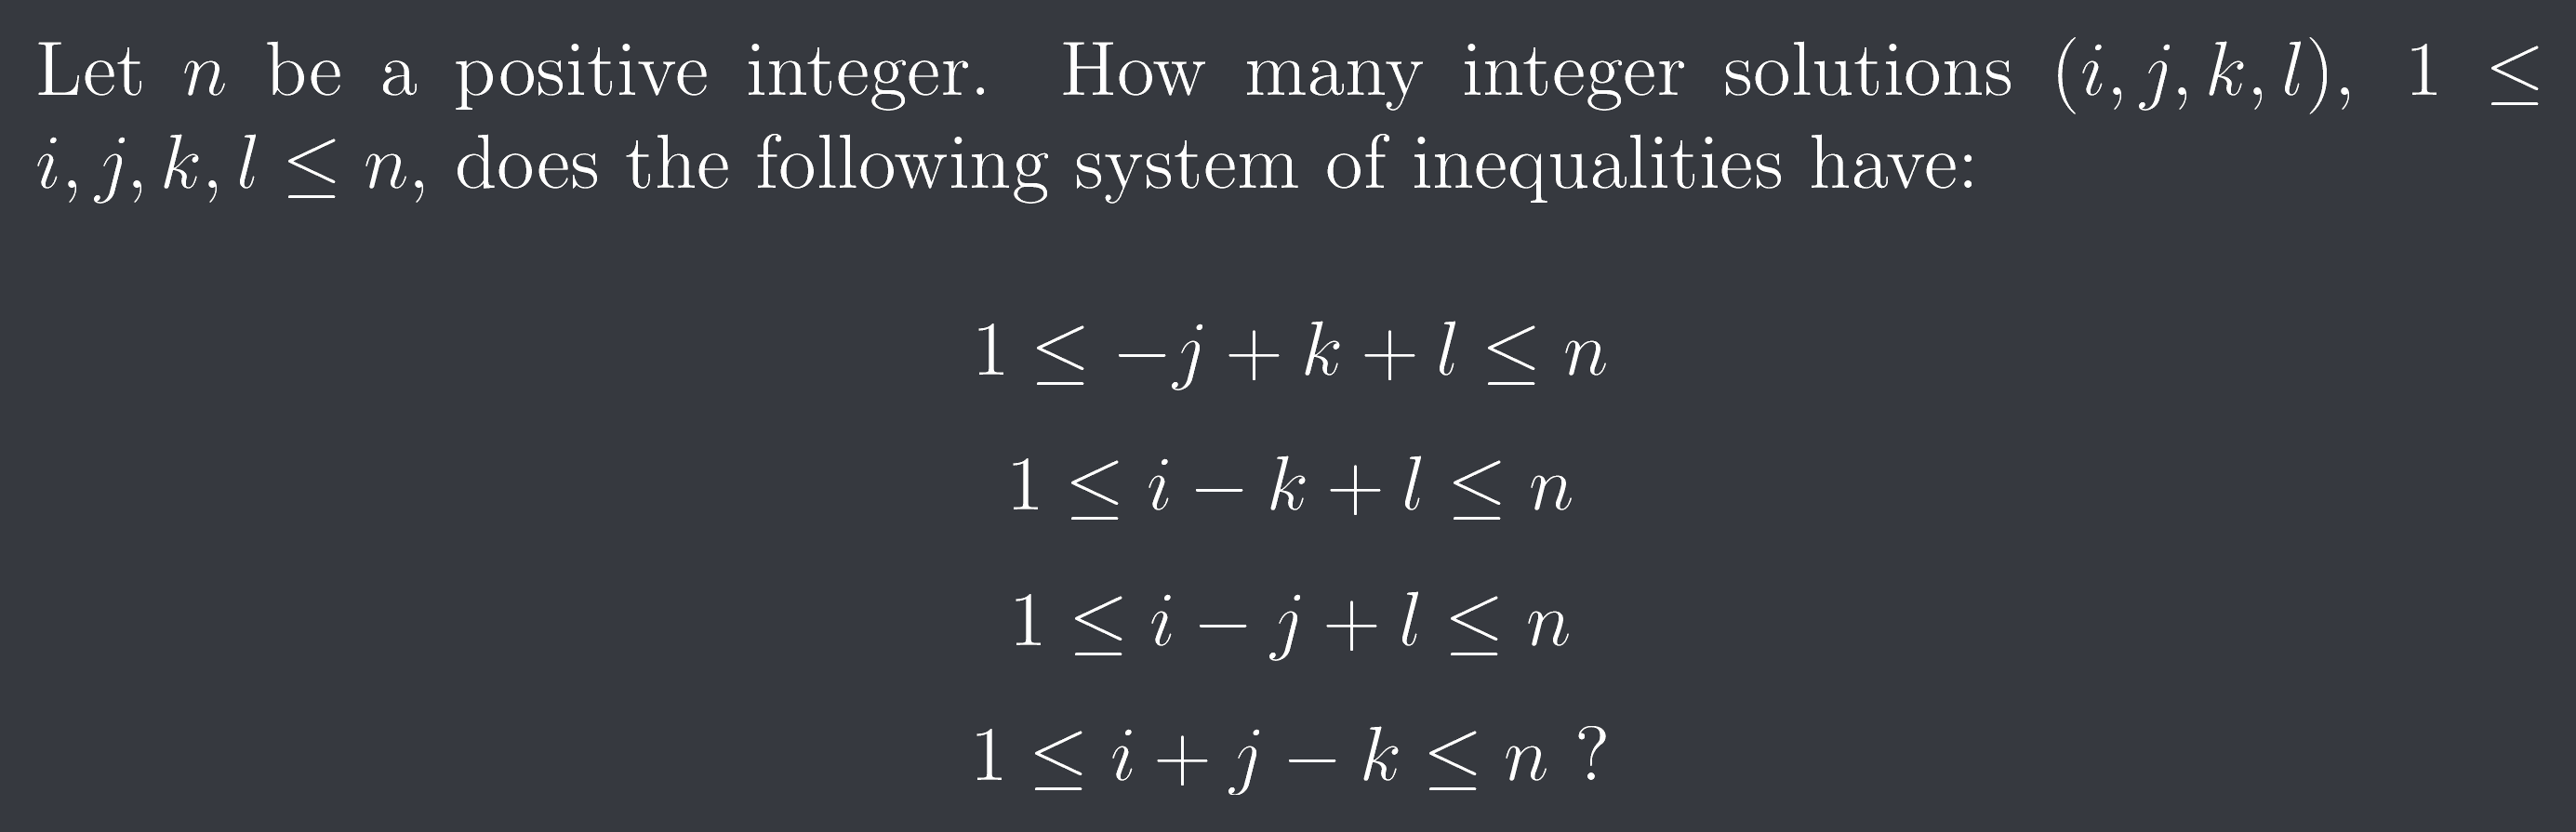 Let n be a positive integer. How many integer solutions (i, j, k, l), 1 ≤
i, j, k, l ≤ n, does the following system of inequalities have:
1 ≤ −j + k + l ≤ n
1 ≤ i − k + l ≤ n
1 ≤ i − j + l ≤ n
1 ≤ i + j − k ≤ n ?